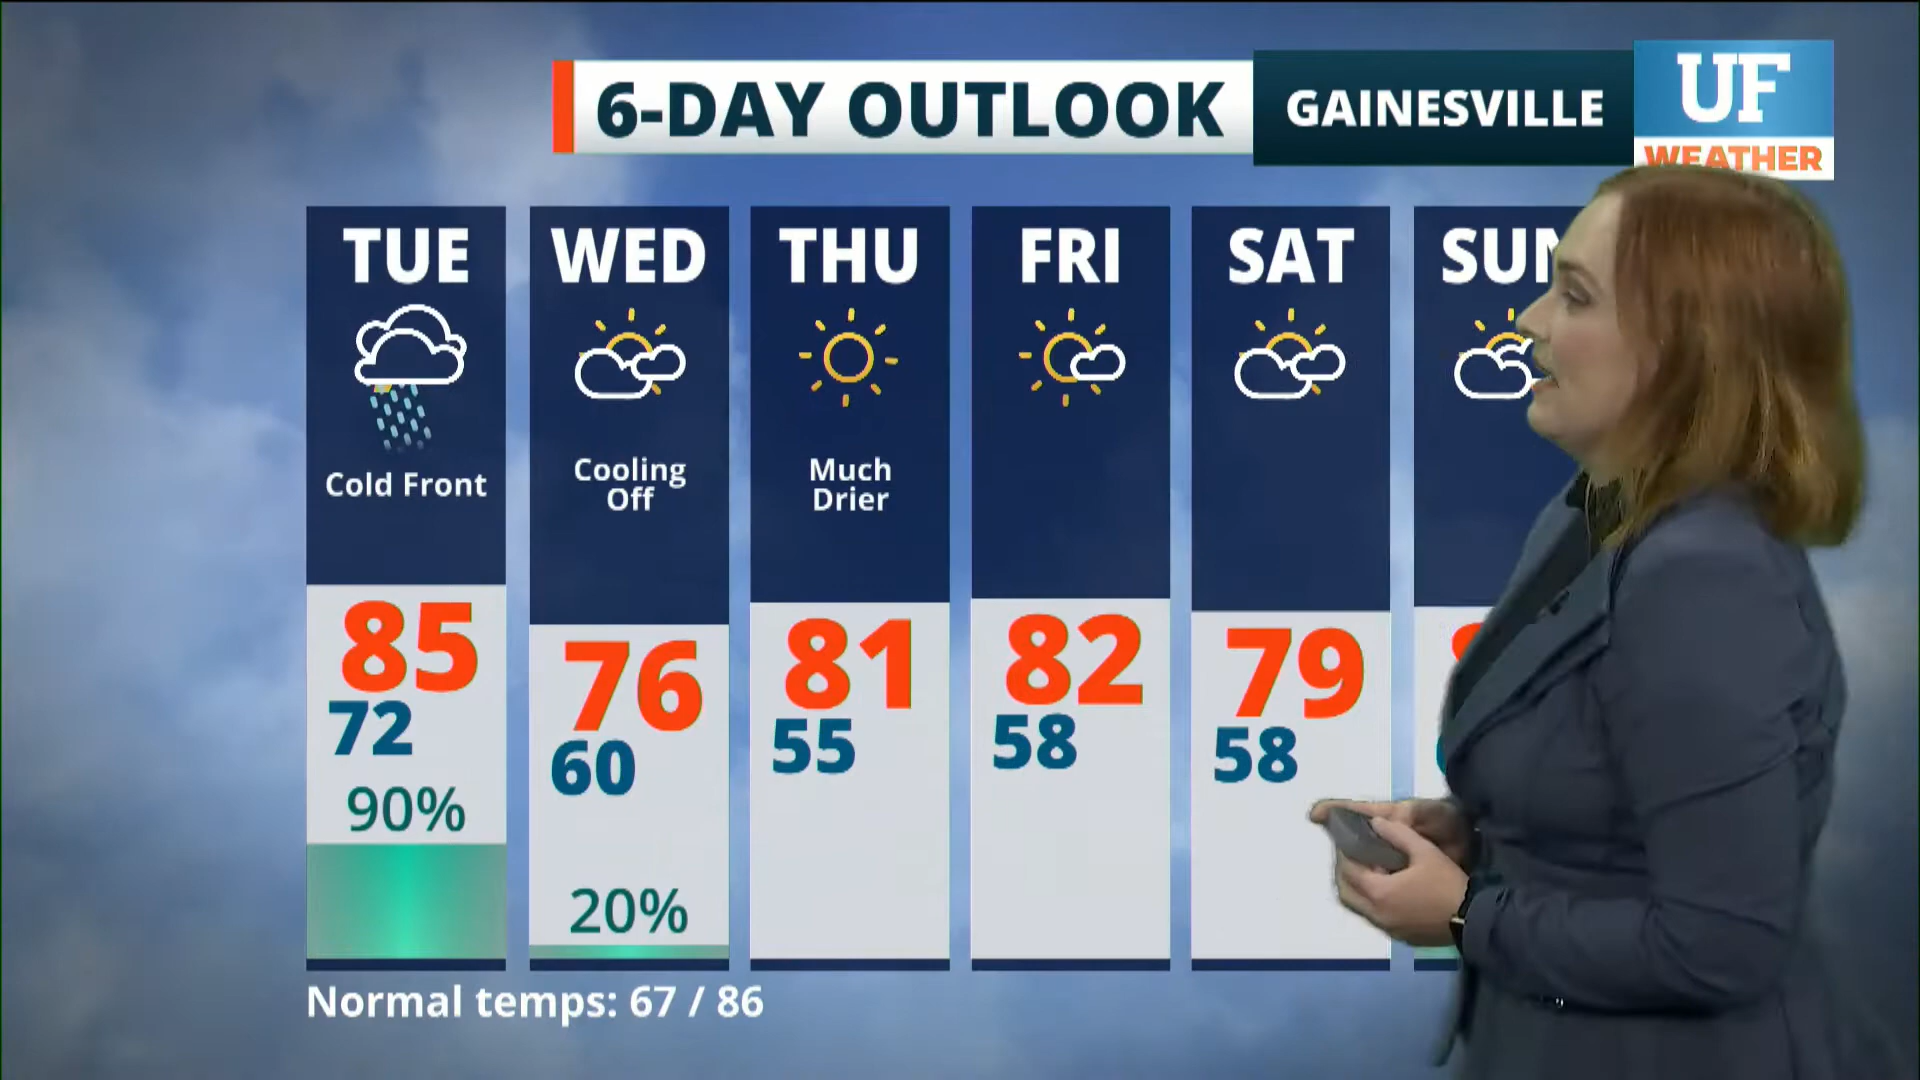 6-DAY OUTLOOK
GAINESVILLE
UF
WEATHER
TUE
Cold Front
85
72
90%
WED
Cooling
Off
76
60
20%
THU
Much
Drier
81
55
FRI
82
58
SAT
79
58
SUN
Normal temps: 67 / 86